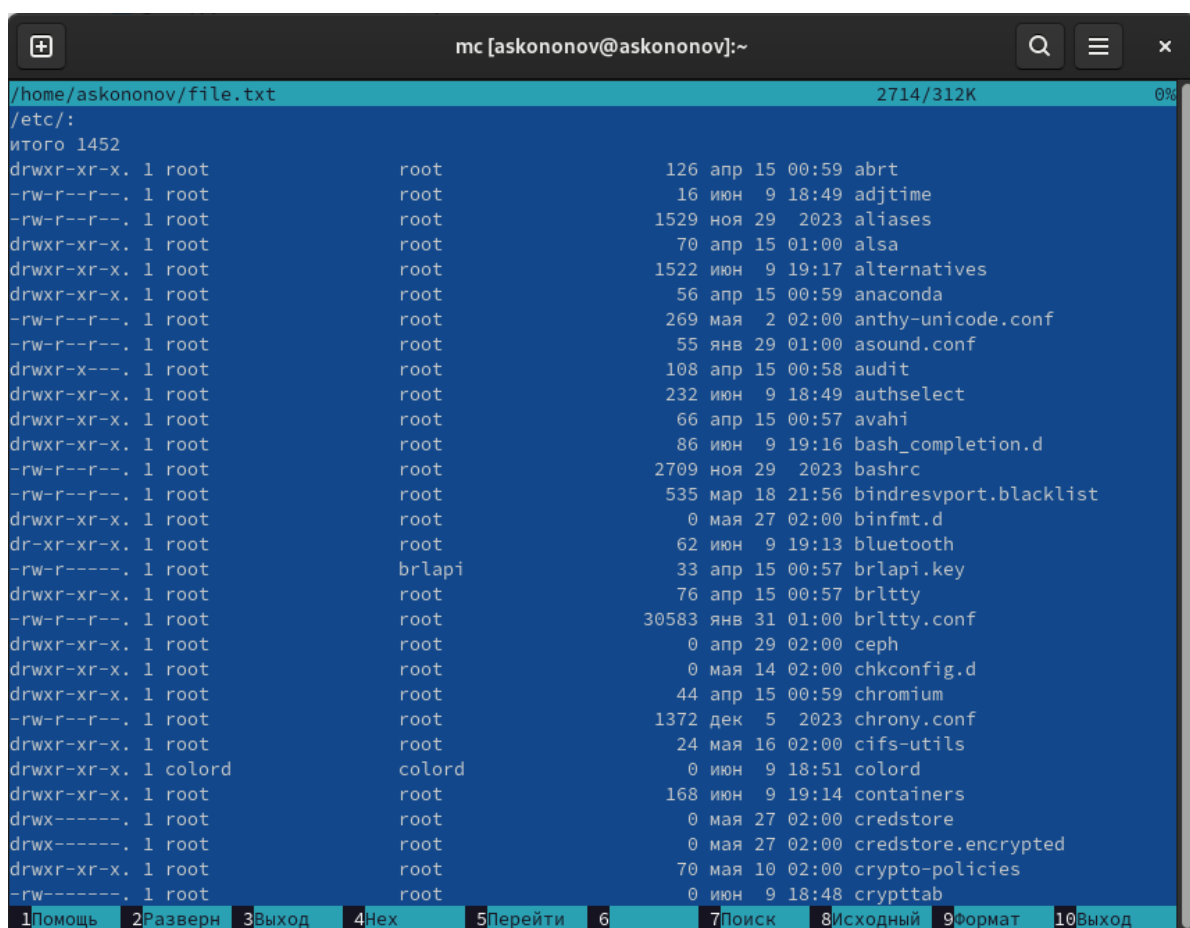 mc [askononov@askononov]:~
/home/askononov/file.txt 2714/312K 0%
/etc/:
итого 1452
drwxr-xr-x. 1 root root 126 апр 15 00:59 abrt
-rw-r--r--. 1 root root 16 июн 9 18:49 adjtime
-rw-r--r--. 1 root root 1529 ноя 29 2023 aliases
drwxr-xr-x. 1 root root 70 апр 15 01:00 alsa
drwxr-xr-x. 1 root root 1522 июн 9 19:17 alternatives
drwxr-xr-x. 1 root root 56 апр 15 00:59 anaconda
-rw-r--r--. 1 root root 269 мая 2 02:00 anthy-unicode.conf
-rw-r--r--. 1 root root 55 янв 29 01:00 asound.conf
drwxr-x---. 1 root root 108 апр 15 00:58 audit
drwxr-xr-x. 1 root root 232 июн 9 18:49 authselect
drwxr-xr-x. 1 root root 66 апр 15 00:57 avahi
drwxr-xr-x. 1 root root 86 июн 9 19:16 bash_completion.d
-rw-r--r--. 1 root root 2709 ноя 29 2023 bashrc
-rw-r--r--. 1 root root 535 мар 18 21:56 bindresvport.blacklist
drwxr-xr-x. 1 root root 0 мая 27 02:00 binfmt.d
dr-xr-xr-x. 1 root root 62 июн 9 19:13 bluetooth
-rw-r-----. 1 root brlapi 33 апр 15 00:57 brlapi.key
drwxr-xr-x. 1 root root 76 апр 15 00:57 brltty
-rw-r--r--. 1 root root 30583 янв 31 01:00 brltty.conf
drwxr-xr-x. 1 root root 0 апр 29 02:00 ceph
drwxr-xr-x. 1 root root 0 мая 14 02:00 chkconfig.d
drwxr-xr-x. 1 root root 44 апр 15 00:59 chromium
-rw-r--r--. 1 root root 1372 дек 5 2023 chrony.conf
drwxr-xr-x. 1 root root 24 мая 16 02:00 cifs-utils
drwxr-xr-x. 1 colord colord 0 июн 9 18:51 colord
drwxr-xr-x. 1 root root 168 июн 9 19:14 containers
drwx------. 1 root root 0 мая 27 02:00 credstore
drwx------. 1 root root 0 мая 27 02:00 credstore.encrypted
drwxr-xr-x. 1 root root 70 мая 10 02:00 crypto-policies
-rw-------. 1 root root 0 июн 9 18:48 crypttab
1Помощь 2Разверн 3Выход 4Hex 5Перейти 6 7Поиск 8Исходный 9Формат 10Выход